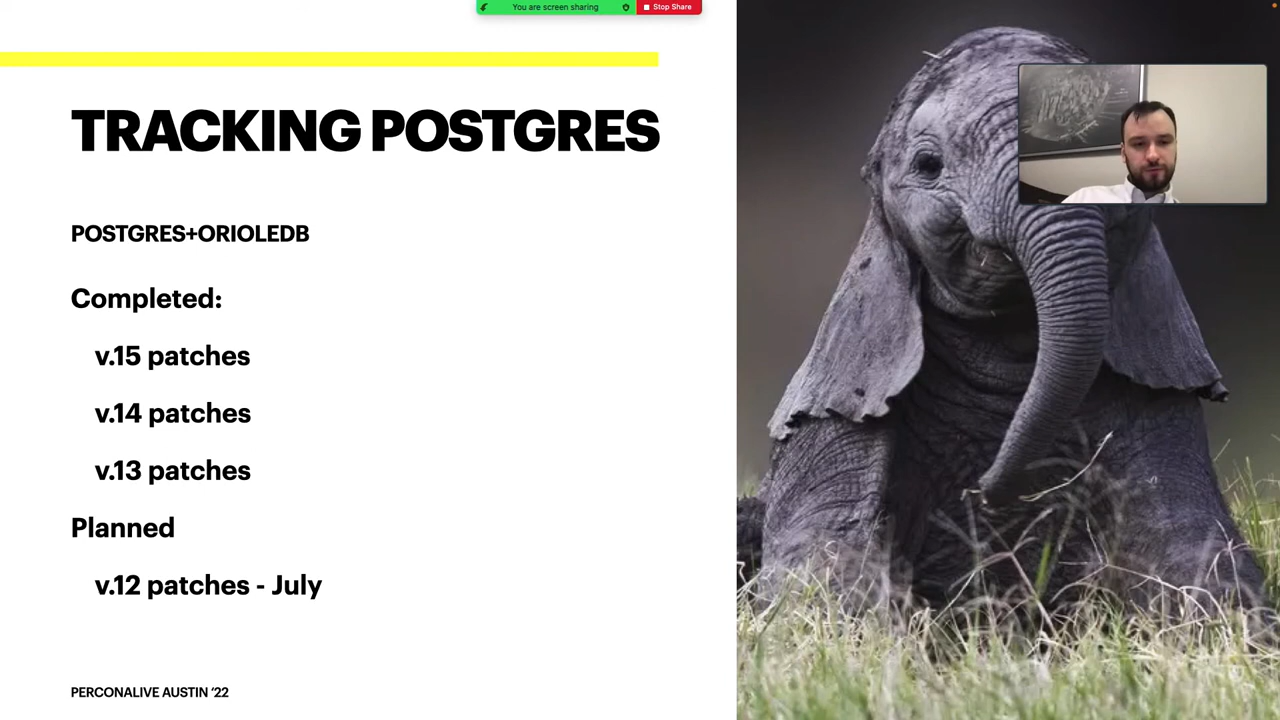 You are screen sharing
Stop Share
TRACKING POSTGRES
POSTGRES+ORIOLEDB
Completed:
v.15 patches
v.14 patches
v.13 patches
Planned
v.12 patches - July
PERCONALIVE AUSTIN ‘22